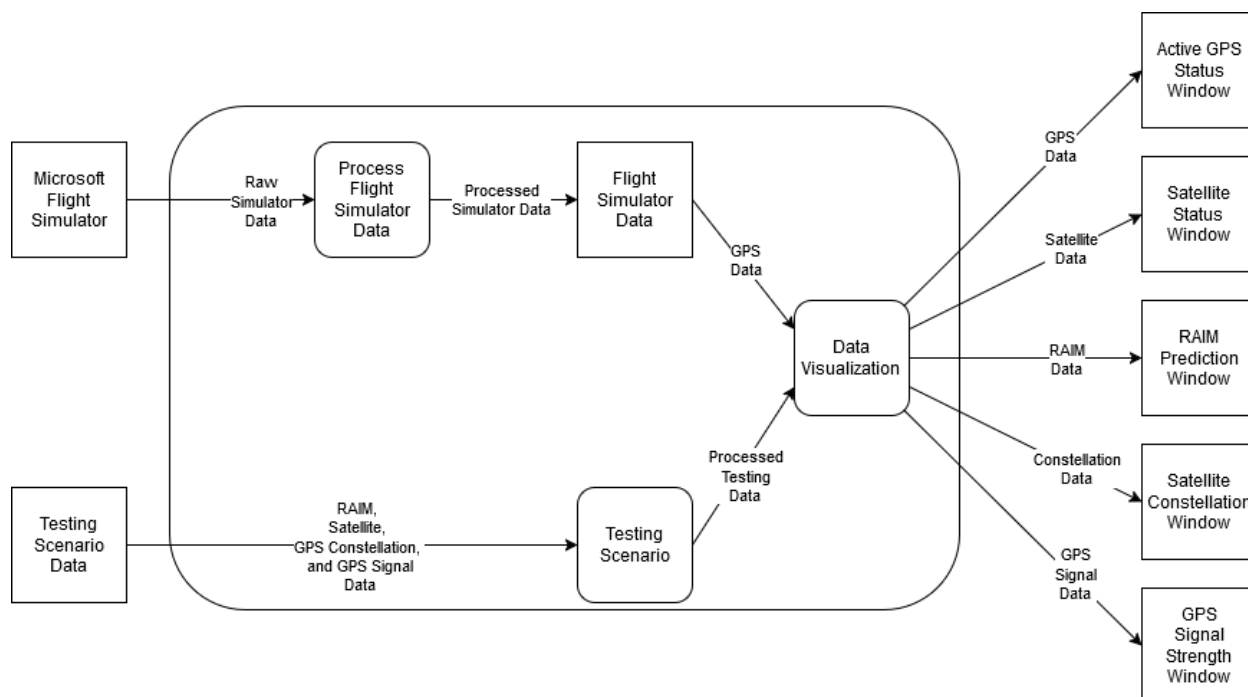 Active GPS
Status
Window
GPS
Data
Microsoft
Flight
Simulator
Raw
Simulator
Data
Process
Flight
Simulator
Data
Processed
Simulator Data
Flight
Simulator
Data
Satellite
Status
Window
Satellite
Data
GPS
Data
Data
Visualization
RAIM
Data
RAIM
Prediction
Window
Processed
Testing
Data
Constellation
Data
Satellite
Constellation
Window
Testing
Scenario
Data
RAIM,
Satellite,
GPS Constellation,
and GPS Signal
Data
Testing
Scenario
GPS
Signal
Data
GPS
Signal
Strength
Window